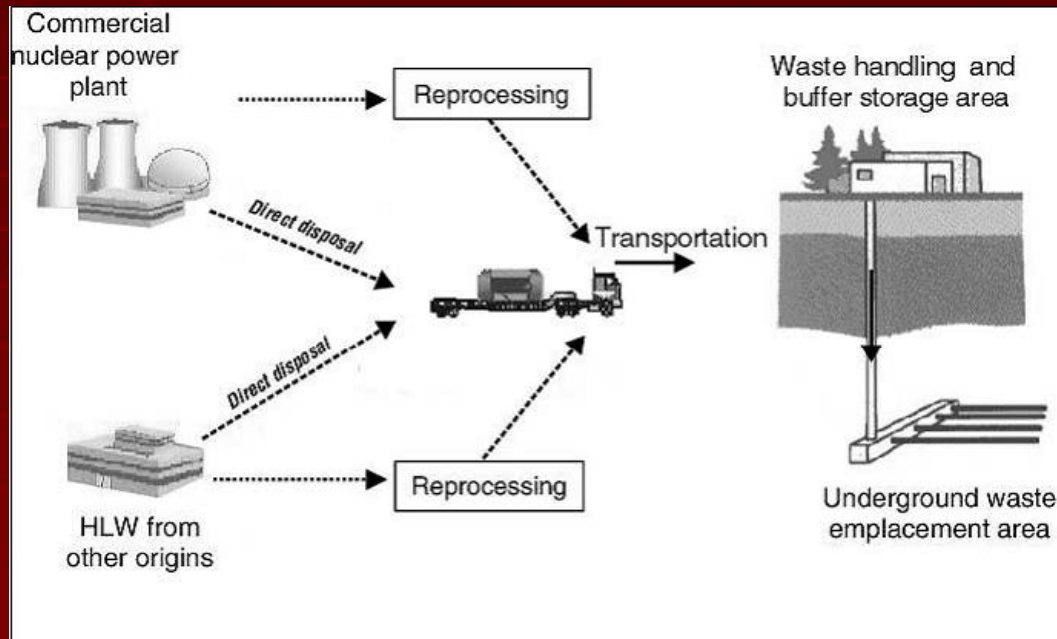 Commercial
nuclear power
plant
Reprocessing
Waste handling and
buffer storage area
Direct disposal
Transportation
Direct disposal
HLW from
other origins
Reprocessing
Underground waste
emplacement area